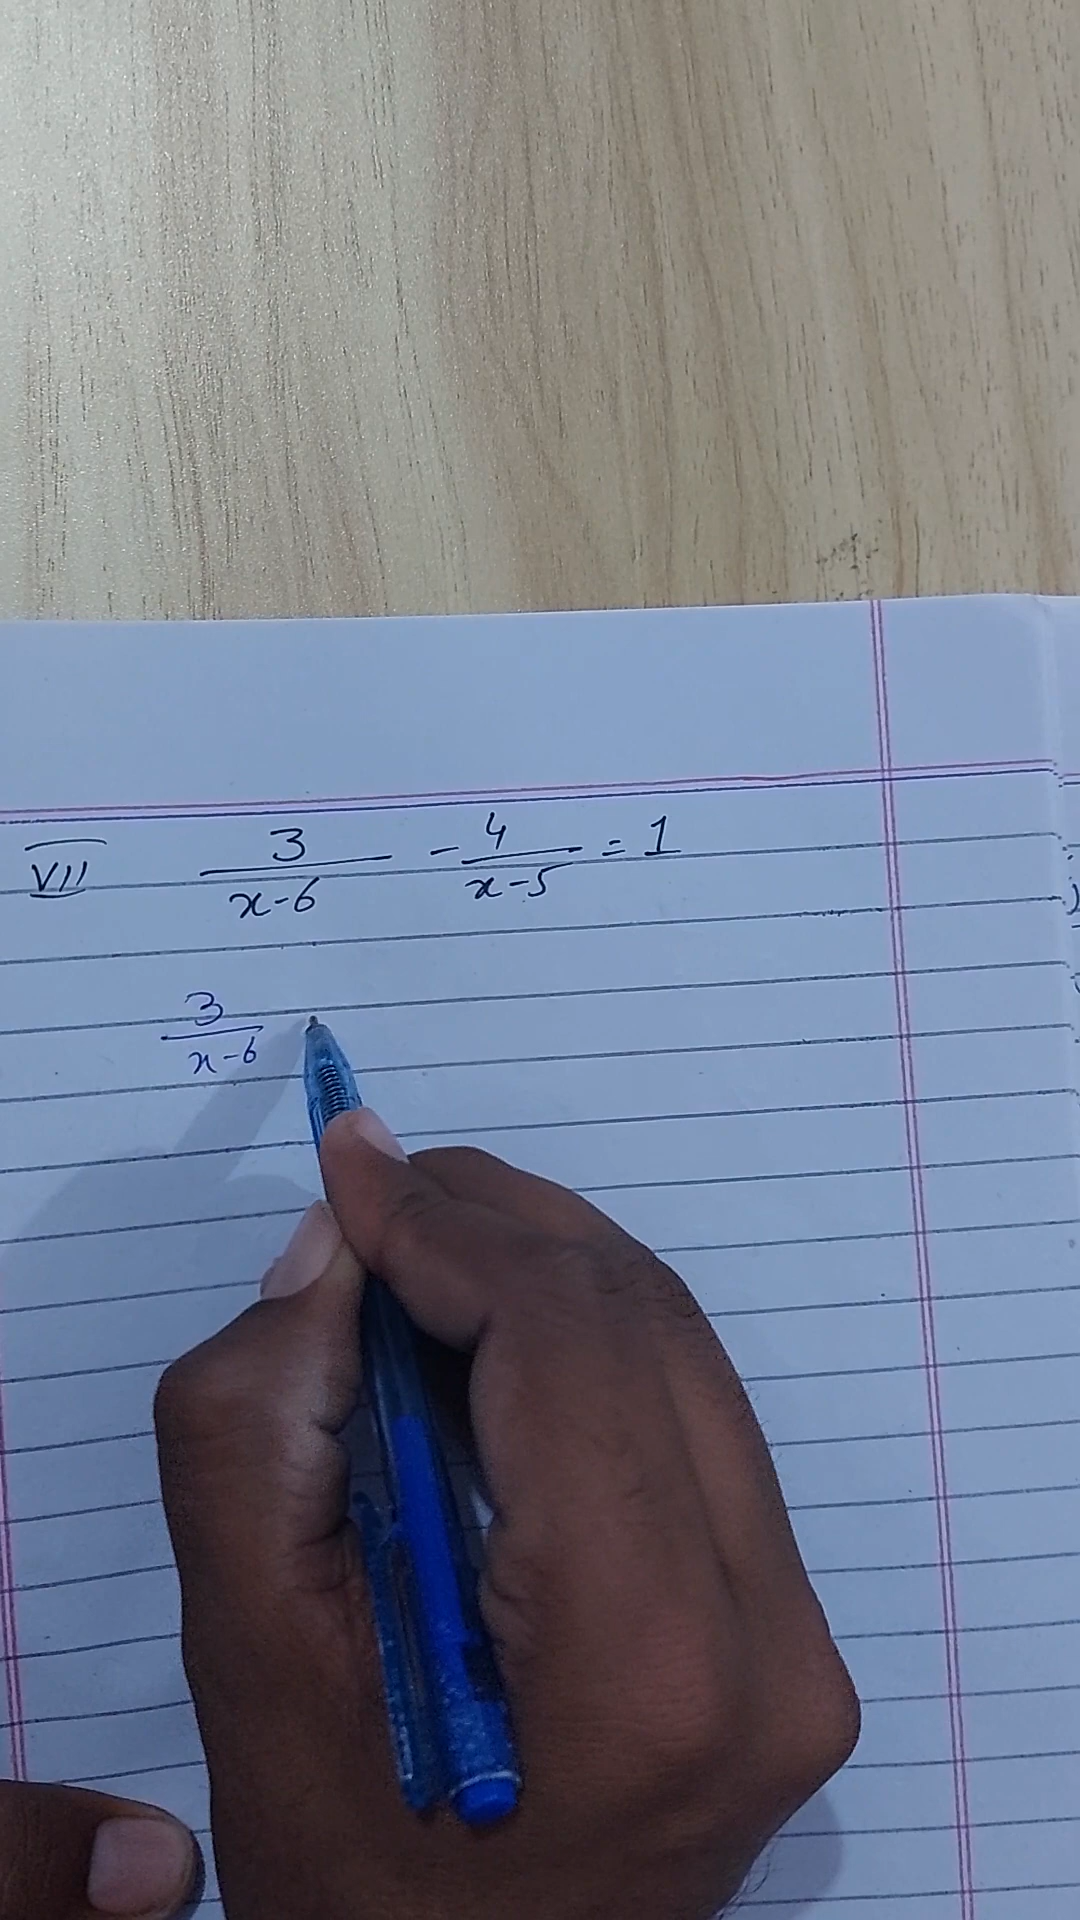 VII 3/(x-6) - 4/(x-5) = 1
3/(x-6)